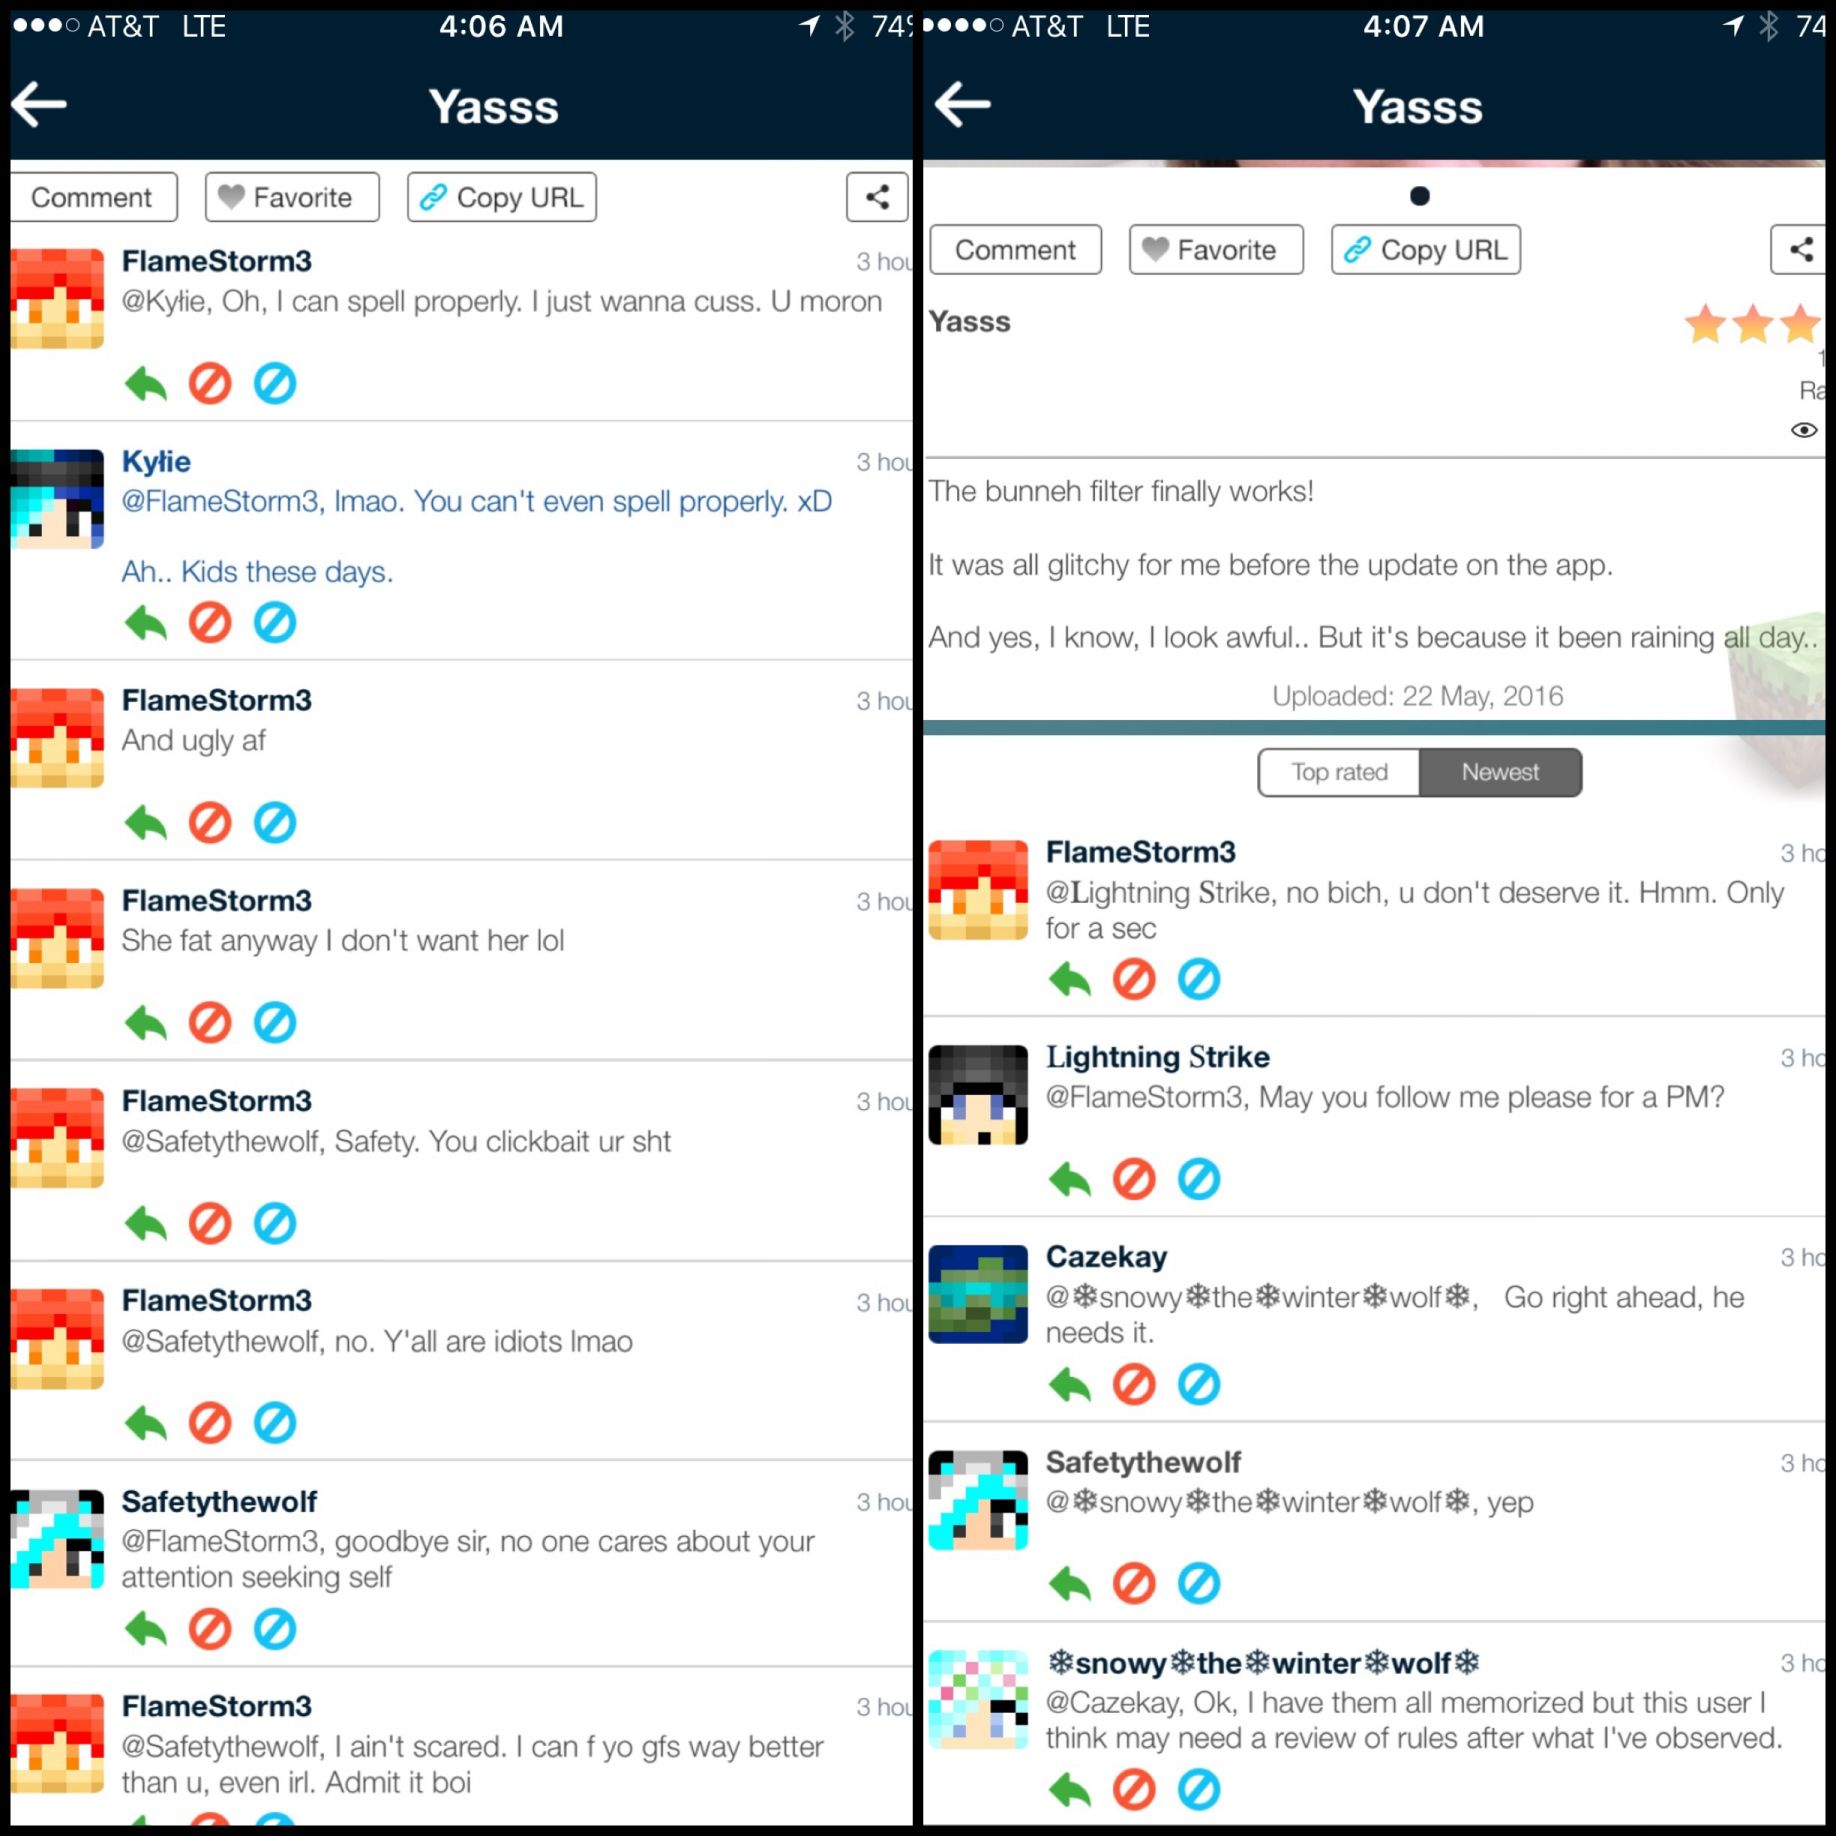 AT&T LTE 4:06 AM 74%
Yasss
Comment Favorite Copy URL
FlameStorm3 3 hou
@Kyłie, Oh, I can spell properly. I just wanna cuss. U moron
Kyłie 3 hou
@FlameStorm3, lmao. You can't even spell properly. xD
Ah.. Kids these days.
FlameStorm3 3 hou
And ugly af
FlameStorm3 3 hou
She fat anyway I don't want her lol
FlameStorm3 3 hou
@Safetythewolf, Safety. You clickbait ur sht
FlameStorm3 3 hou
@Safetythewolf, no. Y'all are idiots lmao
Safetythewolf 3 hou
@FlameStorm3, goodbye sir, no one cares about your
attention seeking self
FlameStorm3 3 hou
@Safetythewolf, I ain't scared. I can f yo gfs way better
than u, even irl. Admit it boi
AT&T LTE 4:07 AM 74
Yasss
Comment Favorite Copy URL
Yasss
1
Ra
The bunneh filter finally works!
It was all glitchy for me before the update on the app.
And yes, I know, I look awful.. But it's because it been raining all day..
Uploaded: 22 May, 2016
Top rated Newest
FlameStorm3 3 ho
@Lightning Strike, no bich, u don't deserve it. Hmm. Only
for a sec
Lightning Strike 3 ho
@FlameStorm3, May you follow me please for a PM?
Cazekay 3 ho
@❄snowy❄the❄winter❄wolf❄, Go right ahead, he
needs it.
Safetythewolf 3 ho
@❄snowy❄the❄winter❄wolf❄, yep
❄snowy❄the❄winter❄wolf❄ 3 ho
@Cazekay, Ok, I have them all memorized but this user I
think may need a review of rules after what I've observed.